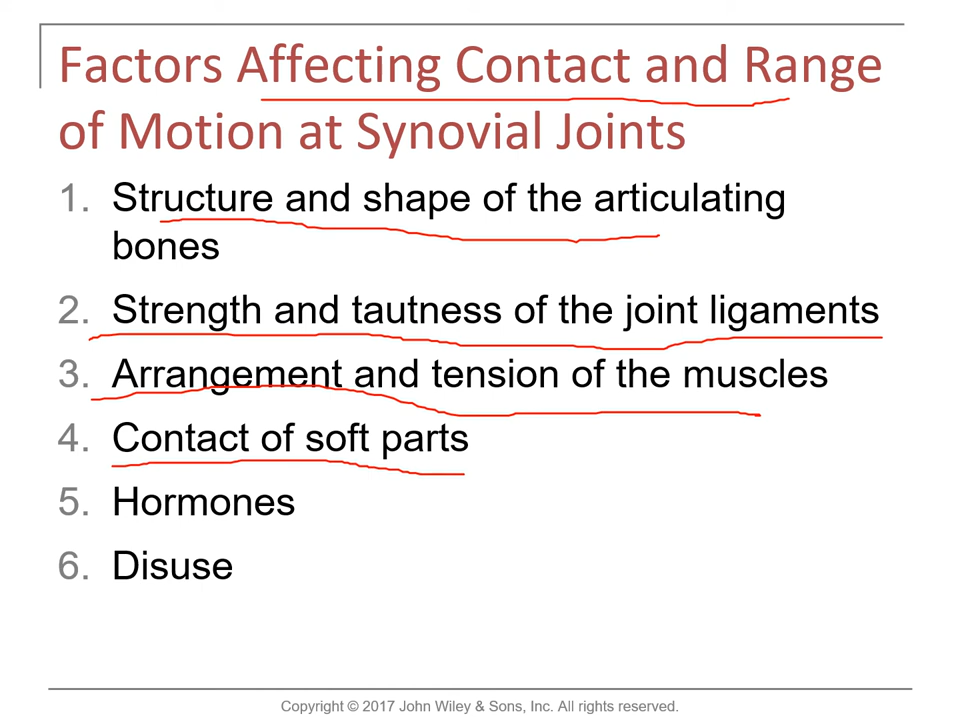 Factors Affecting Contact and Range
of Motion at Synovial Joints
1. Structure and shape of the articulating
bones
2. Strength and tautness of the joint ligaments
3. Arrangement and tension of the muscles
4. Contact of soft parts
5. Hormones
6. Disuse
Copyright © 2017 John Wiley & Sons, Inc. All rights reserved.